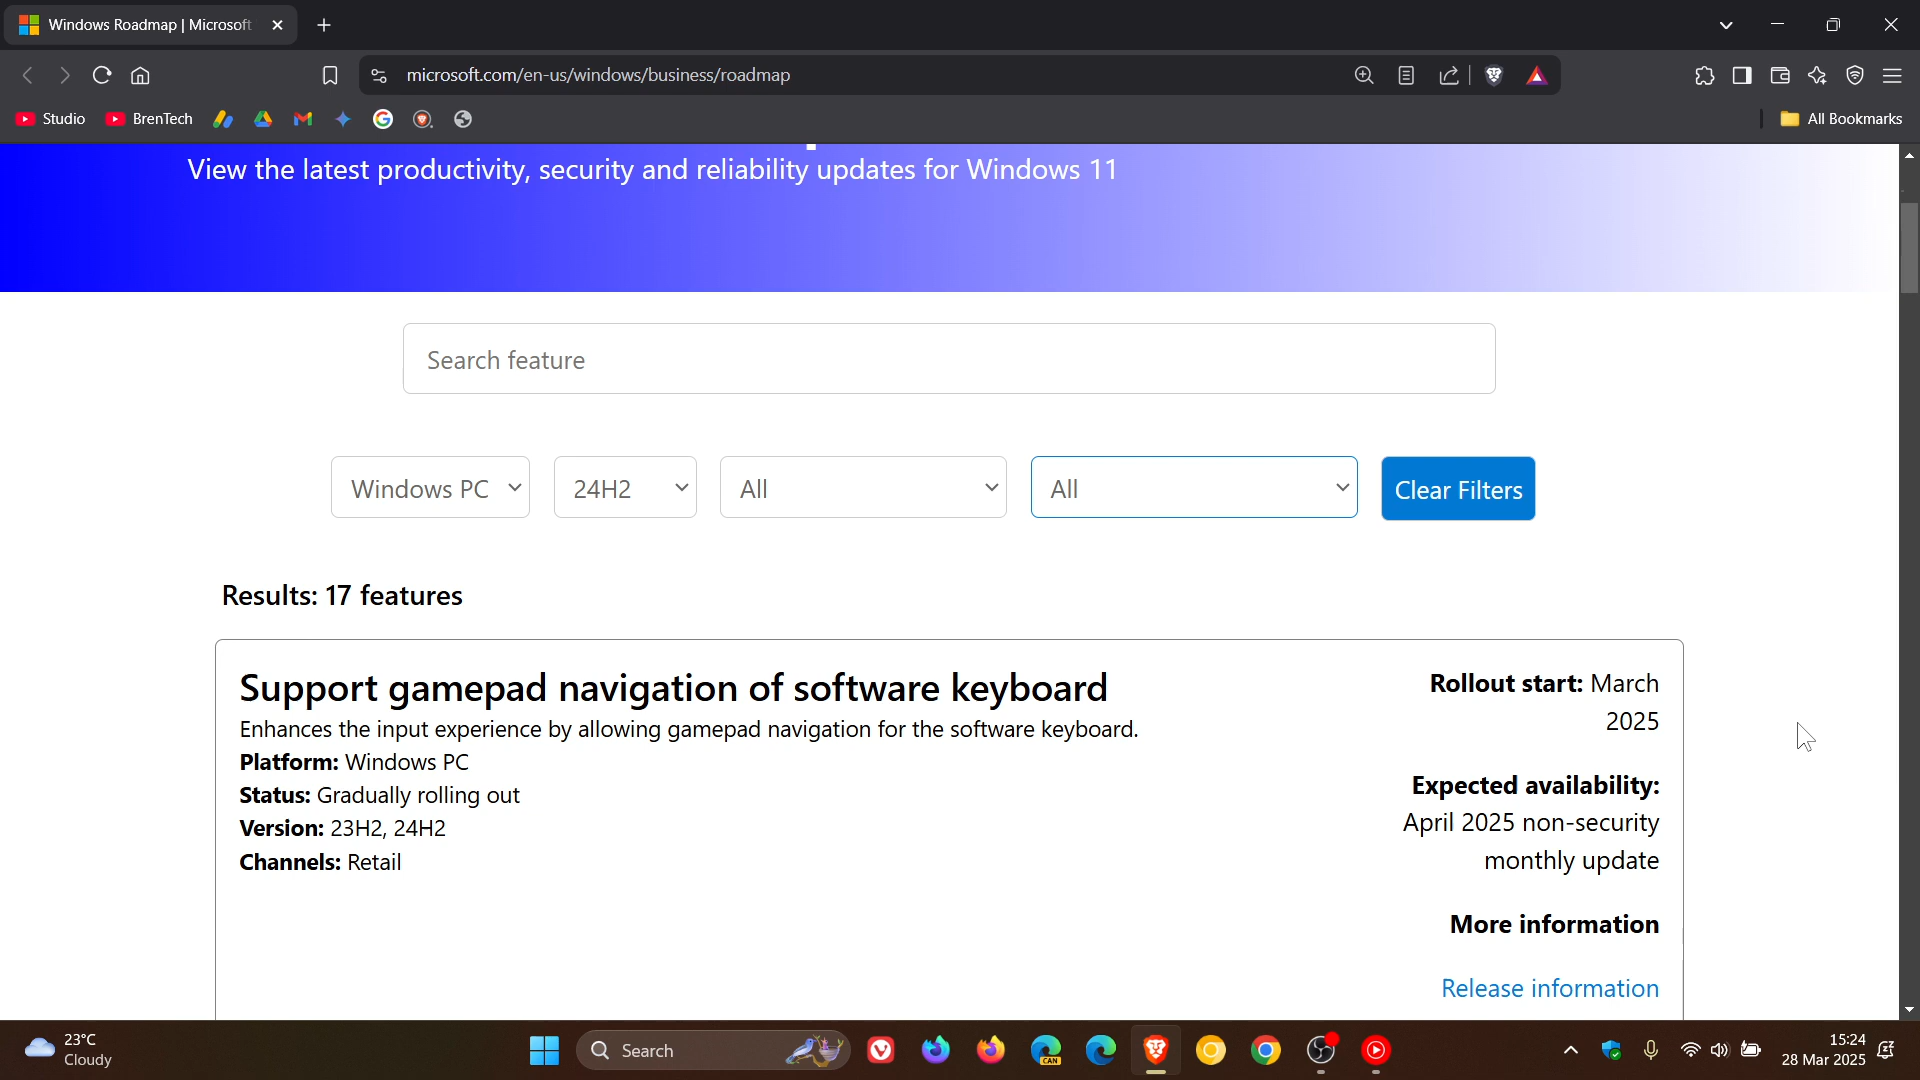 Windows Roadmap | Microsoft
microsoft.com/en-us/windows/business/roadmap
Studio
BrenTech
All Bookmarks
View the latest productivity, security and reliability updates for Windows 11
Search feature
Windows PC
24H2
All
All
Clear Filters
Results: 17 features
Support gamepad navigation of software keyboard
Enhances the input experience by allowing gamepad navigation for the software keyboard.
Platform: Windows PC
Status: Gradually rolling out
Version: 23H2, 24H2
Channels: Retail
Rollout start: March
2025
Expected availability:
April 2025 non-security
monthly update
More information
Release information
23°C
Cloudy
Search
CAN
15:24
28 Mar 2025